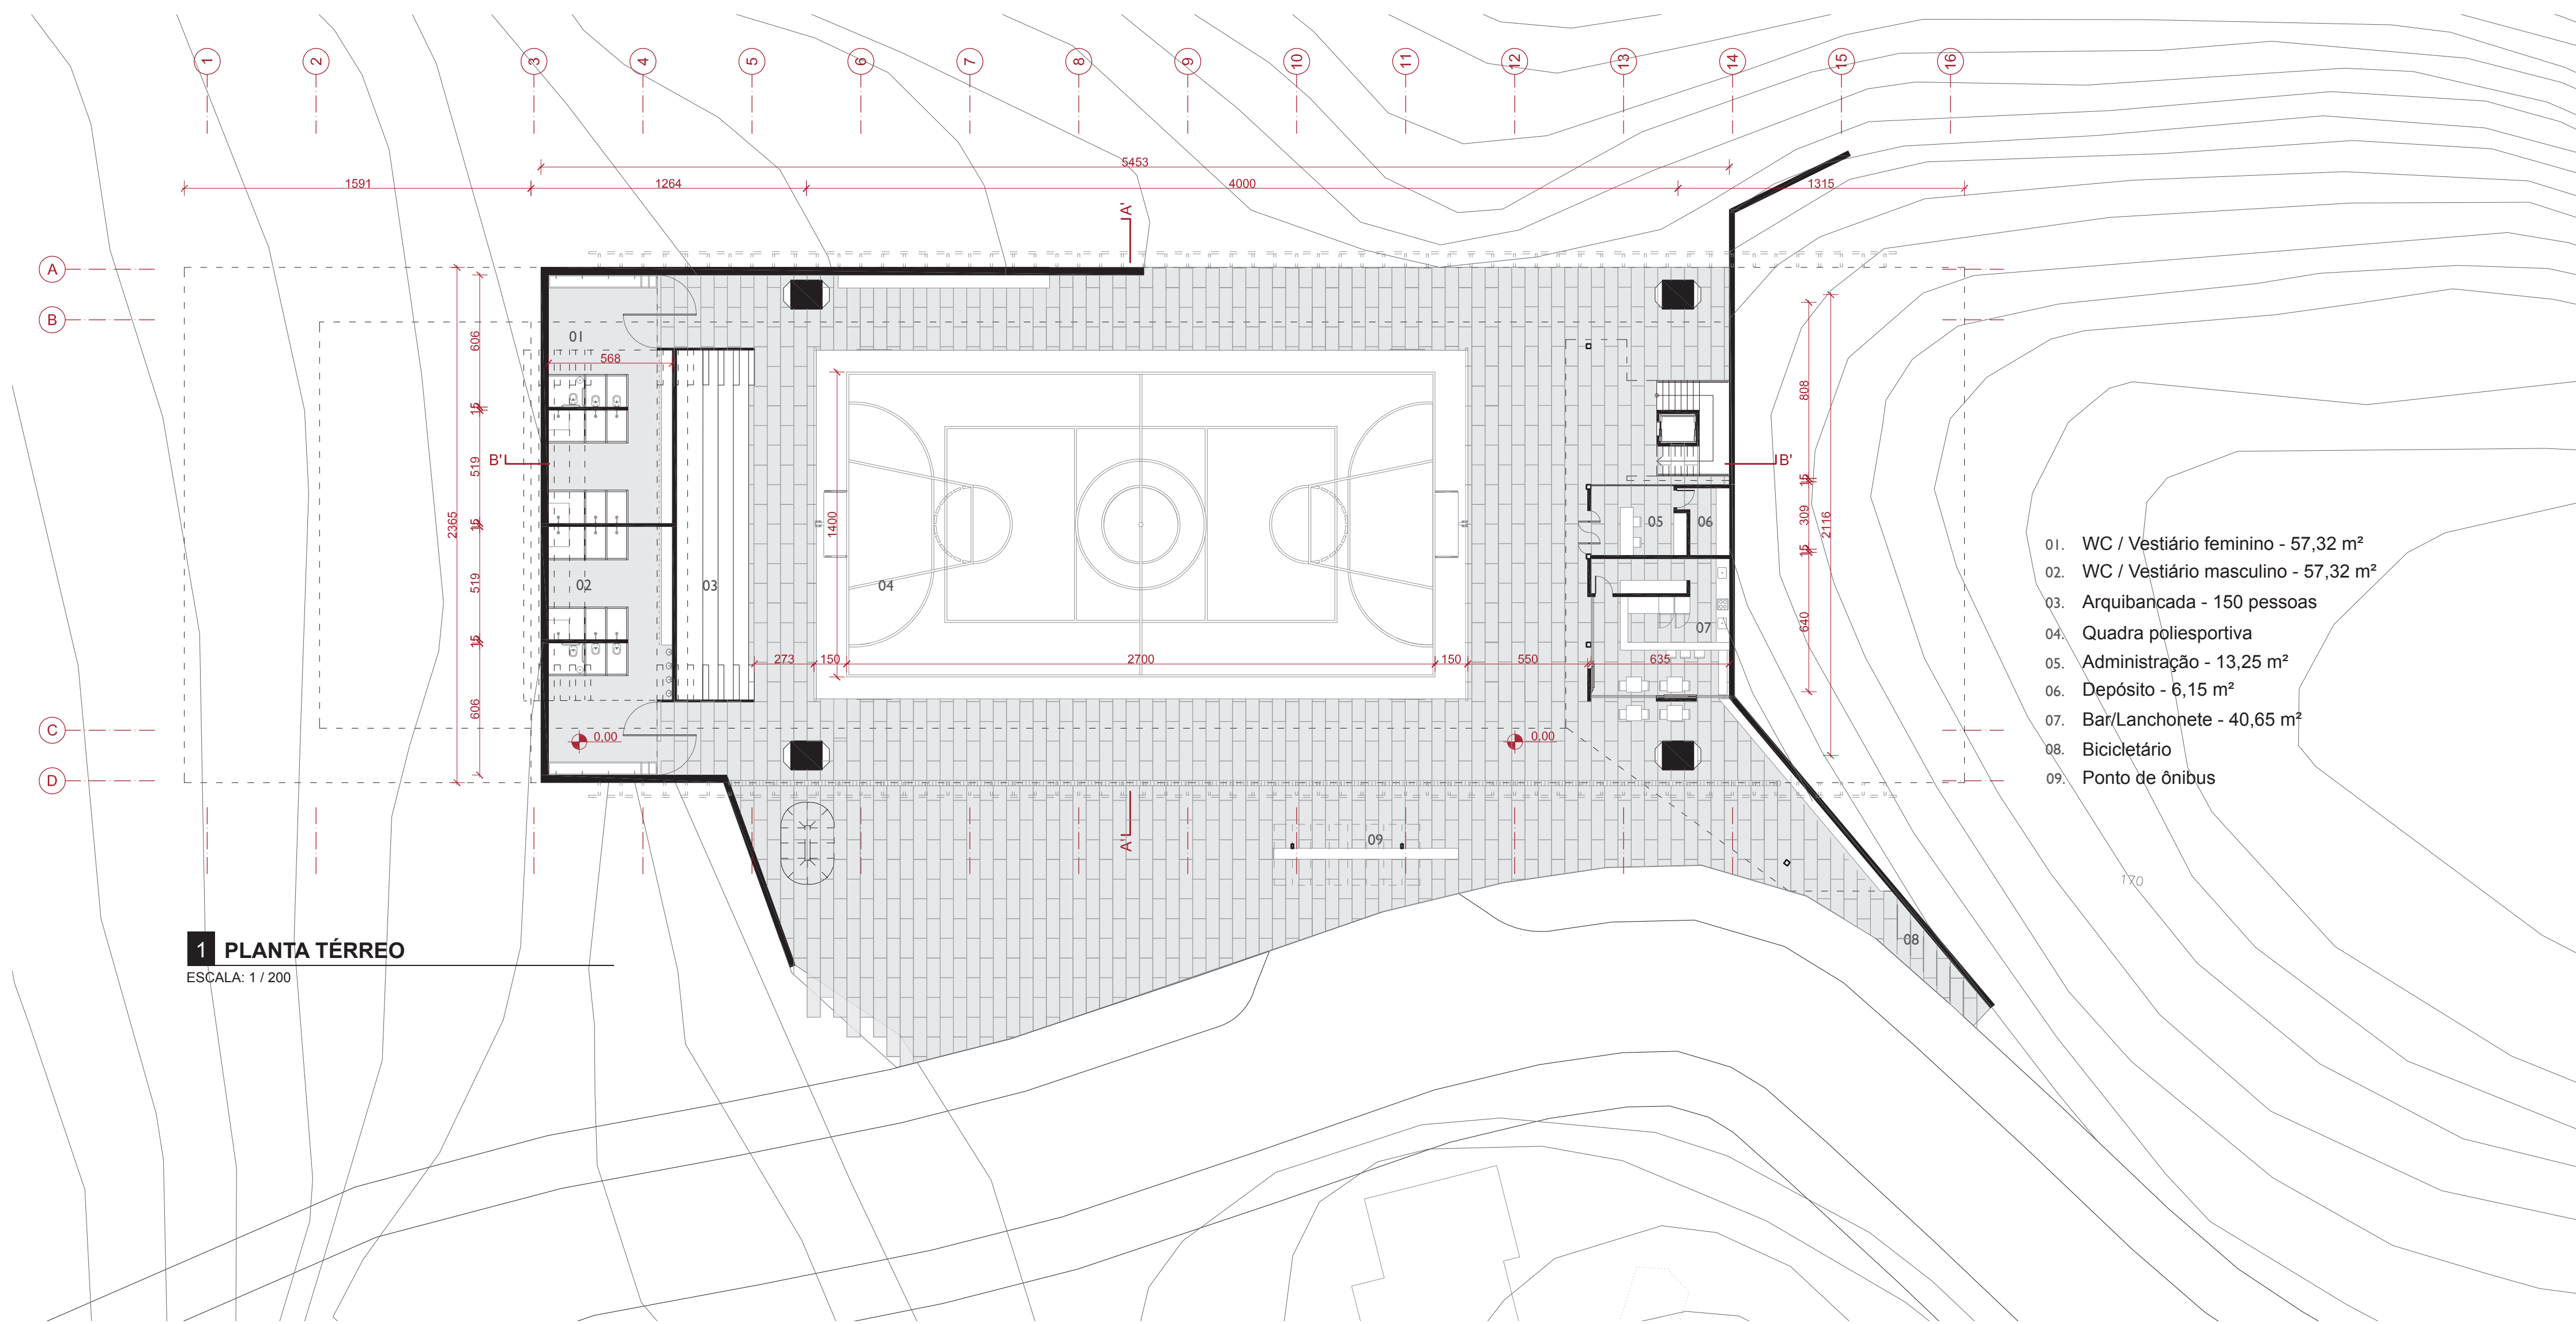 1 2 3 4 5 6 7 8 9 10 11 12 13 14 15 16
5453
1591 1264 4000 1315
A' 
A
B
01
606
568
808
15
15
B' B'
519
15
15
05 06
309
2116
2365
1400
15
15
519
02 03 04
07
640
15
273 150 2700 150 550 635
606
C
0,00 0,00
D
A'
09
08
170
01. WC / Vestiário feminino - 57,32 m²
02. WC / Vestiário masculino - 57,32 m²
03. Arquibancada - 150 pessoas
04. Quadra poliesportiva
05. Administração - 13,25 m²
06. Depósito - 6,15 m²
07. Bar/Lanchonete - 40,65 m²
08. Bicicletário
09. Ponto de ônibus
1 PLANTA TÉRREO
ESCALA: 1 / 200